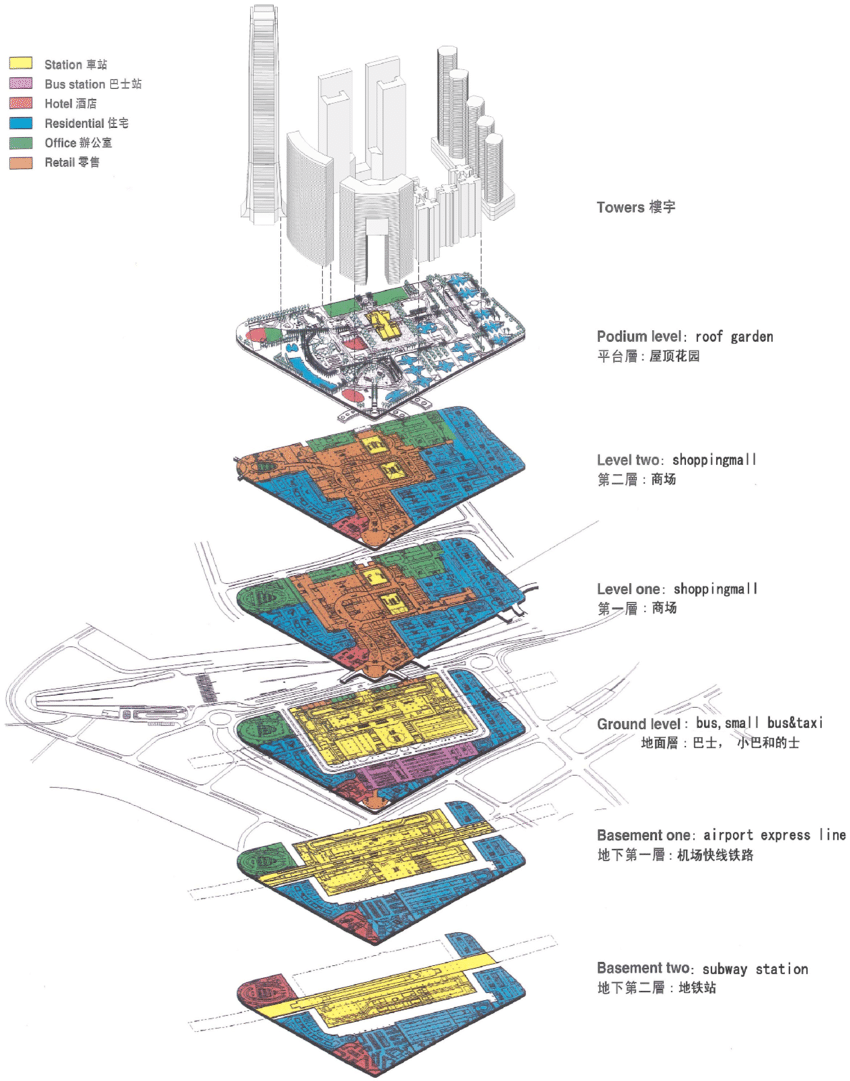 Station 車站
Bus station 巴士站
Hotel 酒店
Residential 住宅
Office 辦公室
Retail 零售
Towers 樓宇
Podium level: roof garden
平台層：屋顶花园
Level two: shoppingmall
第二層：商场
Level one: shoppingmall
第一層：商场
Ground level: bus,small bus&taxi
地面層：巴士， 小巴和的士
Basement one: airport express line
地下第一層：机场快线铁路
Basement two: subway station
地下第二層：地铁站